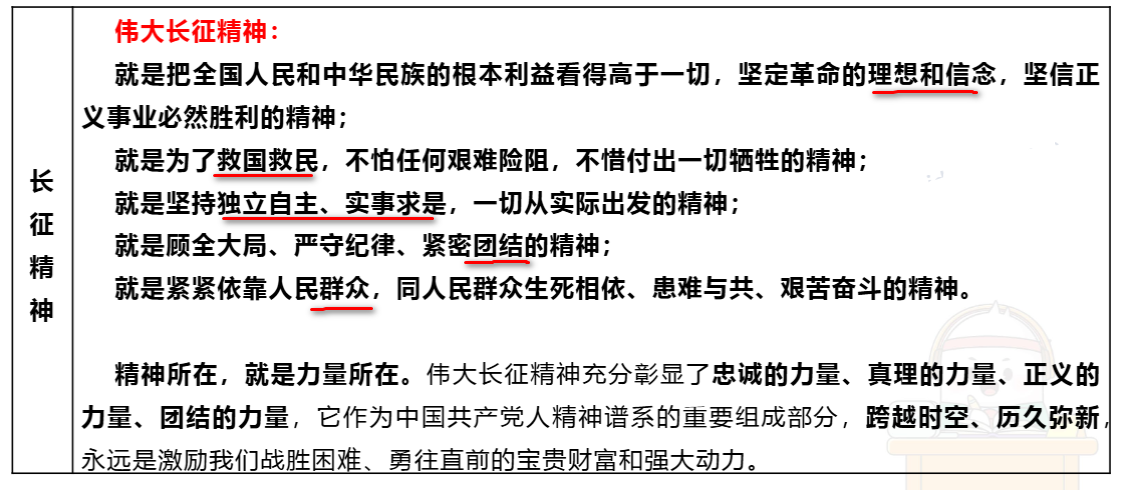 长征精神
伟大长征精神：
就是把全国人民和中华民族的根本利益看得高于一切，坚定革命的理想和信念，坚信正
义事业必然胜利的精神；
就是为了救国救民，不怕任何艰难险阻，不惜付出一切牺牲的精神；
就是坚持独立自主、实事求是，一切从实际出发的精神；
就是顾全大局、严守纪律、紧密团结的精神；
就是紧紧依靠人民群众，同人民群众生死相依、患难与共、艰苦奋斗的精神。
精神所在，就是力量所在。伟大长征精神充分彰显了忠诚的力量、真理的力量、正义的
力量、团结的力量，它作为中国共产党人精神谱系的重要组成部分，跨越时空、历久弥新，
永远是激励我们战胜困难、勇往直前的宝贵财富和强大动力。